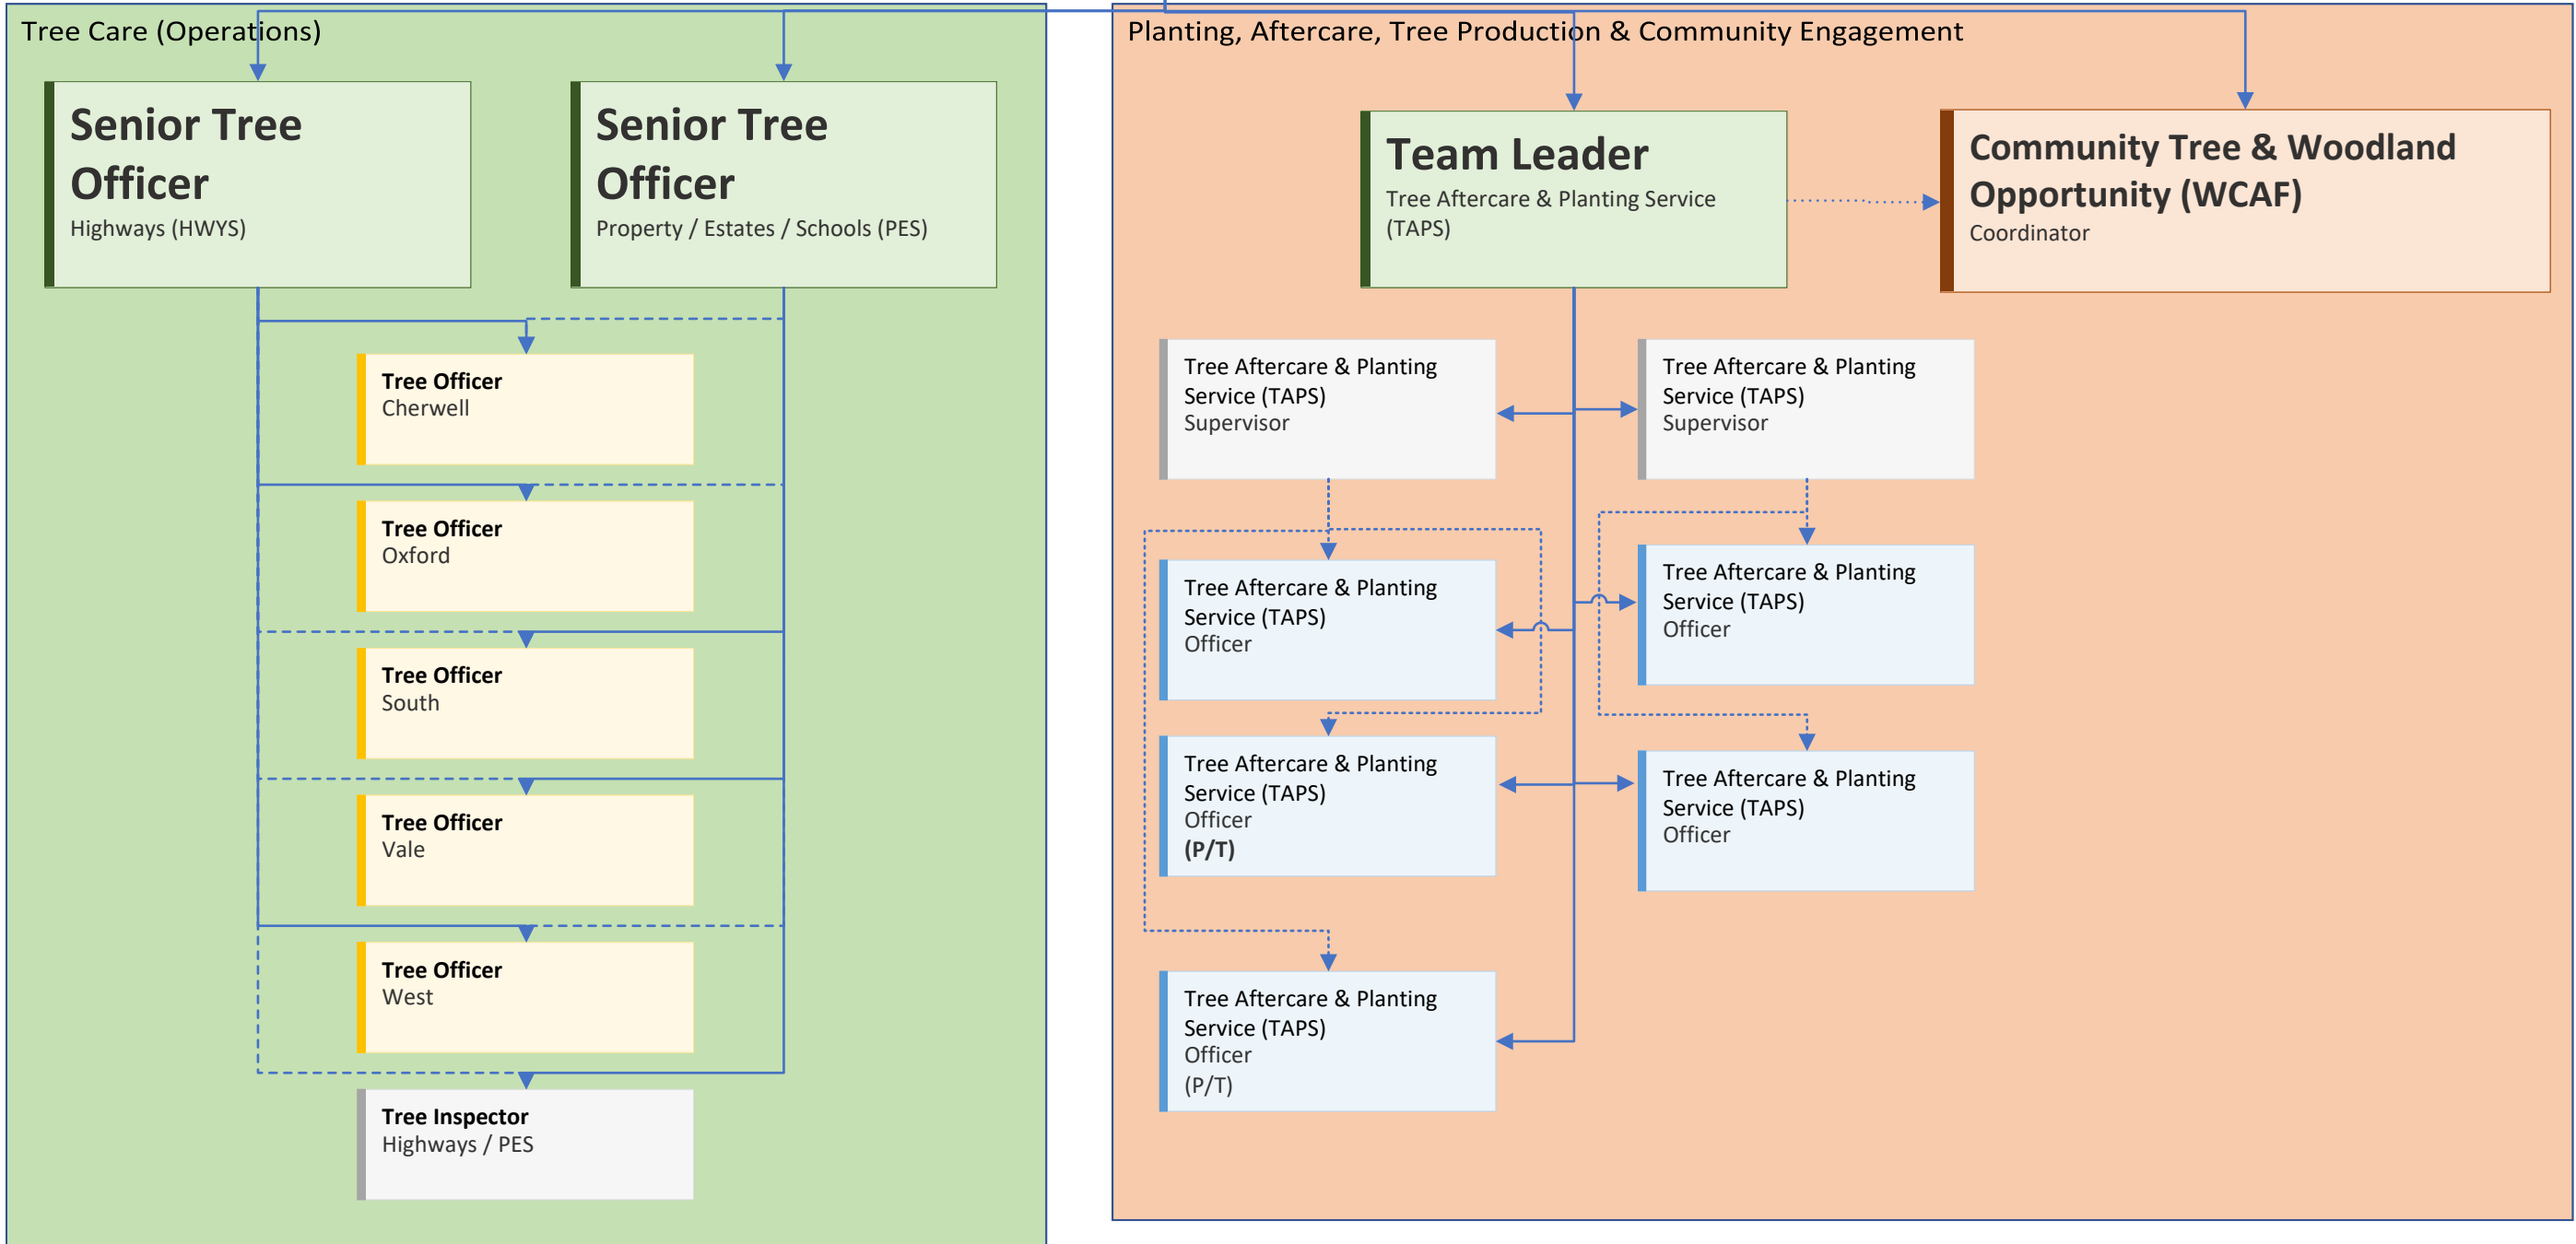 Tree Care (Operations)
Senior Tree
Officer
Highways (HWYS)
Senior Tree
Officer
Property / Estates / Schools (PES)
Tree Officer
Cherwell
Tree Officer
Oxford
Tree Officer
South
Tree Officer
Vale
Tree Officer
West
Tree Inspector
Highways / PES
Planting, Aftercare, Tree Production & Community Engagement
Team Leader
Tree Aftercare & Planting Service
(TAPS)
Community Tree & Woodland
Opportunity (WCAF)
Coordinator
Tree Aftercare & Planting
Service (TAPS)
Supervisor
Tree Aftercare & Planting
Service (TAPS)
Supervisor
Tree Aftercare & Planting
Service (TAPS)
Officer
Tree Aftercare & Planting
Service (TAPS)
Officer
Tree Aftercare & Planting
Service (TAPS)
Officer
(P/T)
Tree Aftercare & Planting
Service (TAPS)
Officer
Tree Aftercare & Planting
Service (TAPS)
Officer
(P/T)